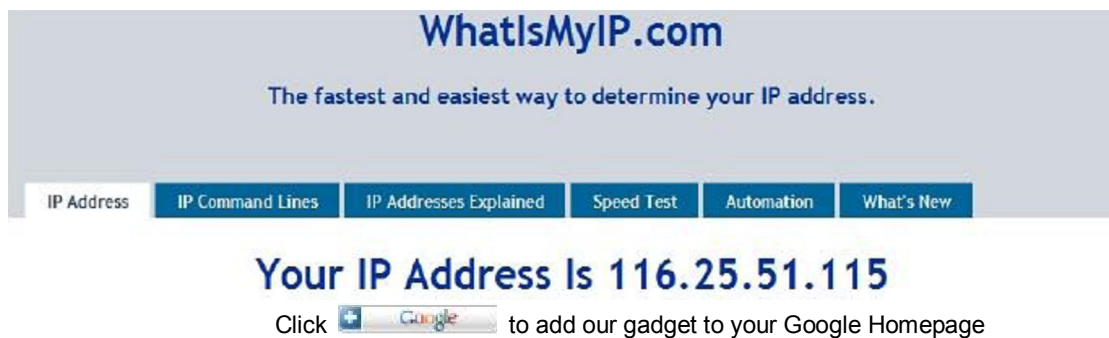 WhatIsMyIP.com
The fastest and easiest way to determine your IP address.
IP Address IP Command Lines IP Addresses Explained Speed Test Automation What's New
Your IP Address Is 116.25.51.115
Click Google to add our gadget to your Google Homepage